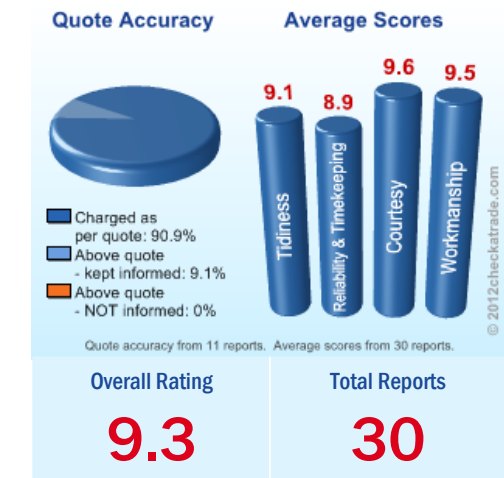 Quote Accuracy
Average Scores
9.1
8.9
9.6
9.5
Tidiness
Reliability & Timekeeping
Courtesy
Workmanship
Charged as
per quote: 90.9%
Above quote
- kept informed: 9.1%
Above quote
- NOT informed: 0%
© 2012checkatrade.com
Quote accuracy from 11 reports. Average scores from 30 reports.
Overall Rating
Total Reports
9.3
30